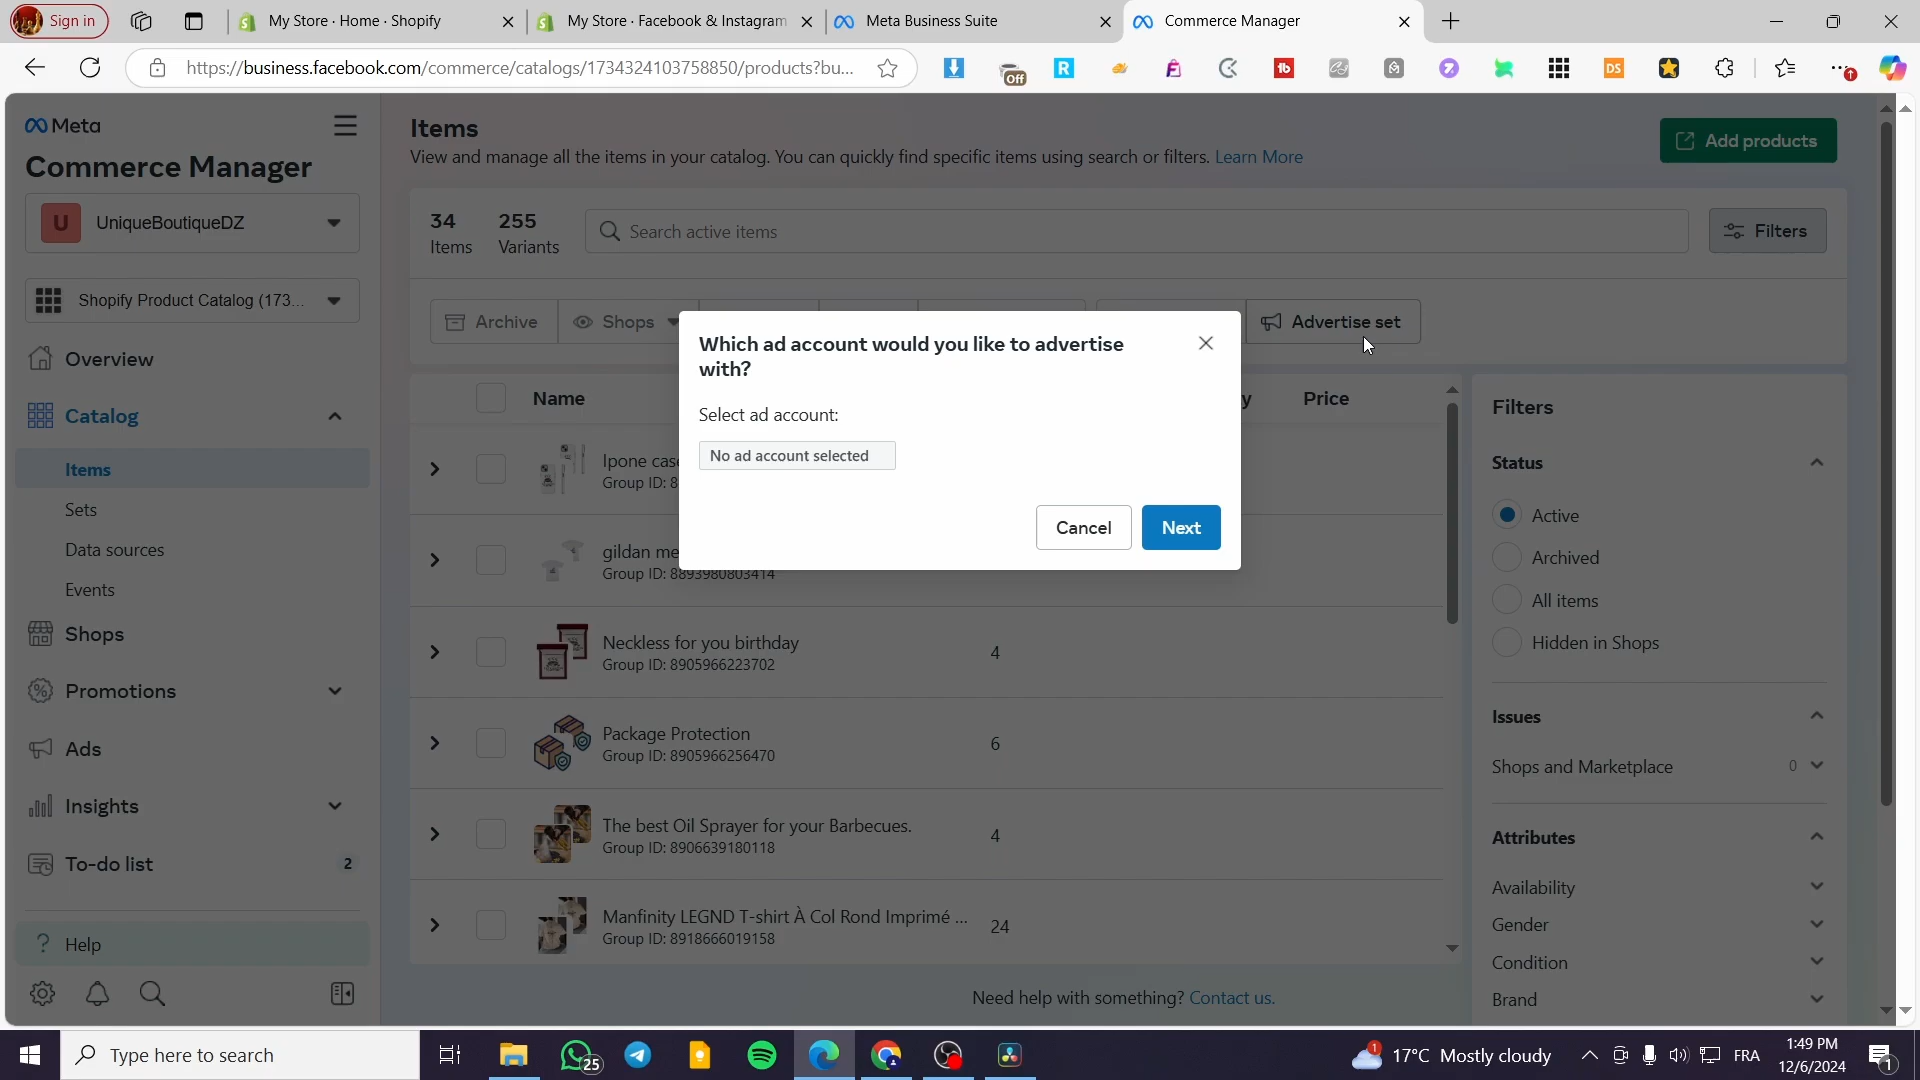 Sign in
My Store · Home · Shopify
My Store · Facebook & Instagram
Meta Business Suite
Commerce Manager
https://business.facebook.com/commerce/catalogs/1734324103758850/products?bu...
Off
Meta
Commerce Manager
U
UniqueBoutiqueDZ
Shopify Product Catalog (173...
Overview
Catalog
Items
Sets
Data sources
Events
Shops
Promotions
Ads
Insights
To-do list 2
Help
Items
View and manage all the items in your catalog. You can quickly find specific items using search or filters. Learn More
Add products
34
Items
255
Variants
Search active items
Filters
Archive
Shops
Advertise set
Name
Price
Ipone cas
Group ID: 8
gildan me
Group ID: 8893980803414
Neckless for you birthday
Group ID: 8905966223702
4
Package Protection
Group ID: 8905966256470
6
The best Oil Sprayer for your Barbecues.
Group ID: 8906639180118
4
Manfinity LEGND T-shirt À Col Rond Imprimé ...
Group ID: 8918666019158
24
Which ad account would you like to advertise
with?
Select ad account:
No ad account selected
Cancel
Next
Filters
Status
Active
Archived
All items
Hidden in Shops
Issues
Shops and Marketplace 0
Attributes
Availability
Gender
Condition
Brand
Need help with something? Contact us.
Type here to search
25
17°C Mostly cloudy
FRA
1:49 PM
12/6/2024
1